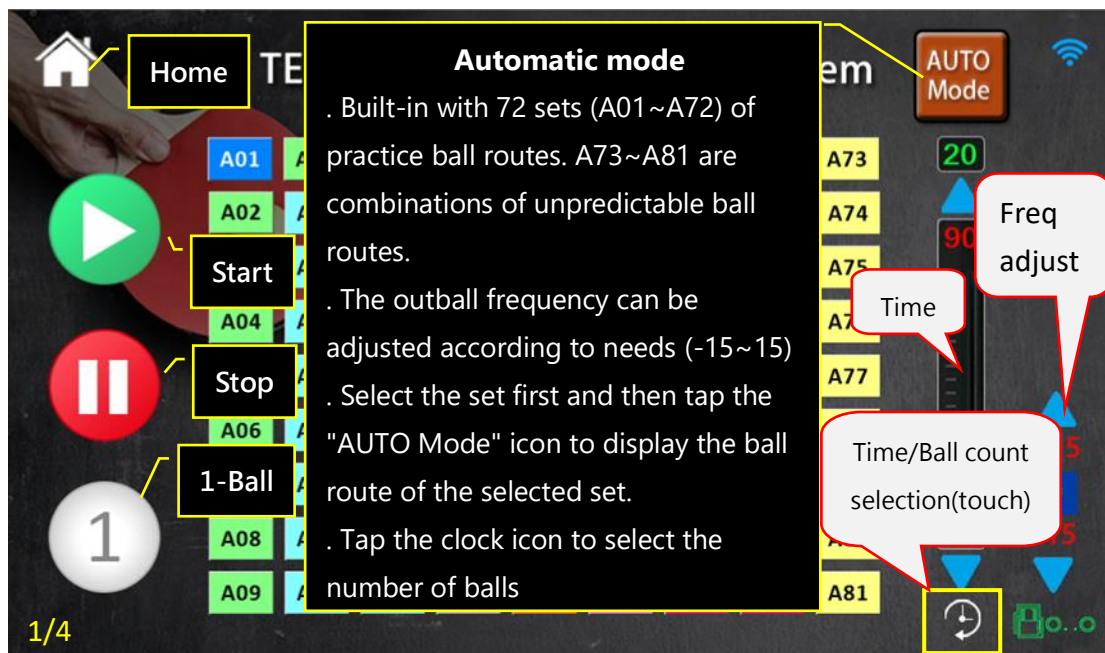 Home
TE
em
AUTO
Mode
Automatic mode
. Built-in with 72 sets (A01~A72) of
practice ball routes. A73~A81 are
combinations of unpredictable ball
routes.
. The outball frequency can be
adjusted according to needs (-15~15)
. Select the set first and then tap the
"AUTO Mode" icon to display the ball
route of the selected set.
. Tap the clock icon to select the
number of balls
A01
A02
A04
A06
A08
A09
Start
Stop
1-Ball
1
A73
A74
A75
A77
A81
20
90
Freq
adjust
Time
Time/Ball count
selection(touch)
1/4